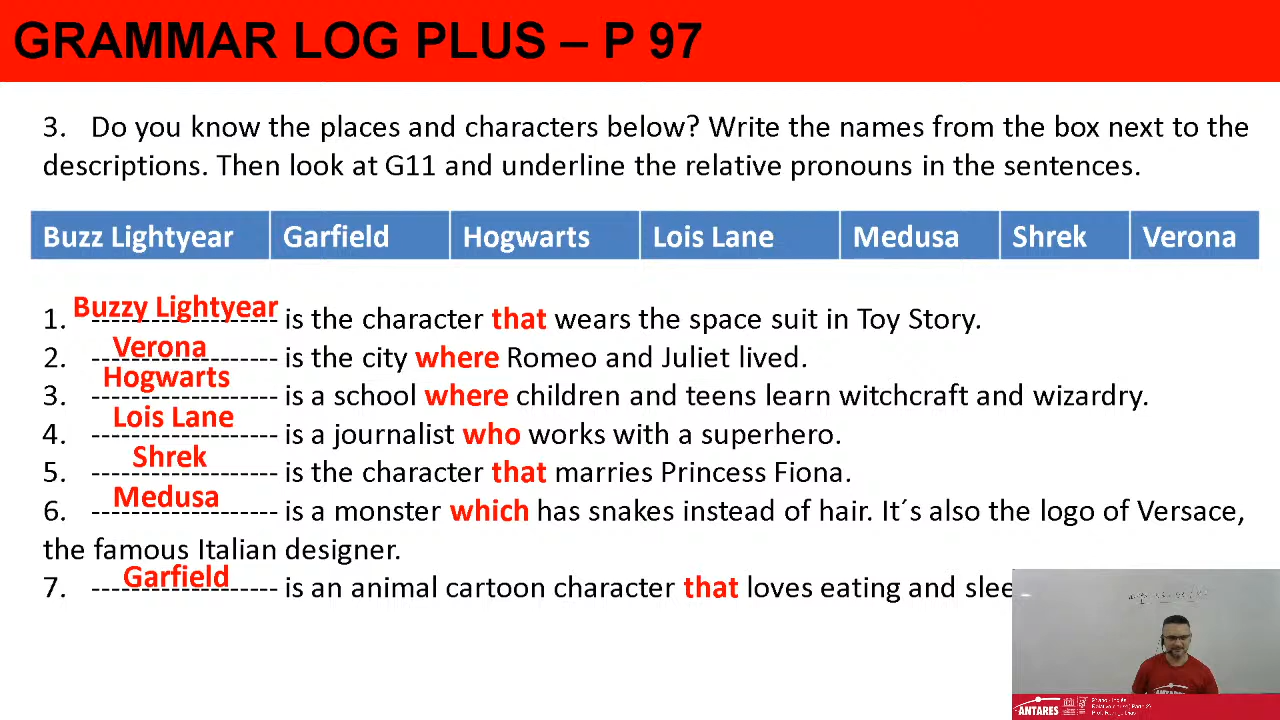 GRAMMAR LOG PLUS – P 97
3. Do you know the places and characters below? Write the names from the box next to the
descriptions. Then look at G11 and underline the relative pronouns in the sentences.
Buzz Lightyear Garfield Hogwarts Lois Lane Medusa Shrek Verona
1. Buzzy Lightyear is the character that wears the space suit in Toy Story.
2. Verona is the city where Romeo and Juliet lived.
3. Hogwarts is a school where children and teens learn witchcraft and wizardry.
4. Lois Lane is a journalist who works with a superhero.
5. Shrek is the character that marries Princess Fiona.
6. Medusa is a monster which has snakes instead of hair. It´s also the logo of Versace,
the famous Italian designer.
7. Garfield is an animal cartoon character that loves eating and slee
ANTARES
ANTARES